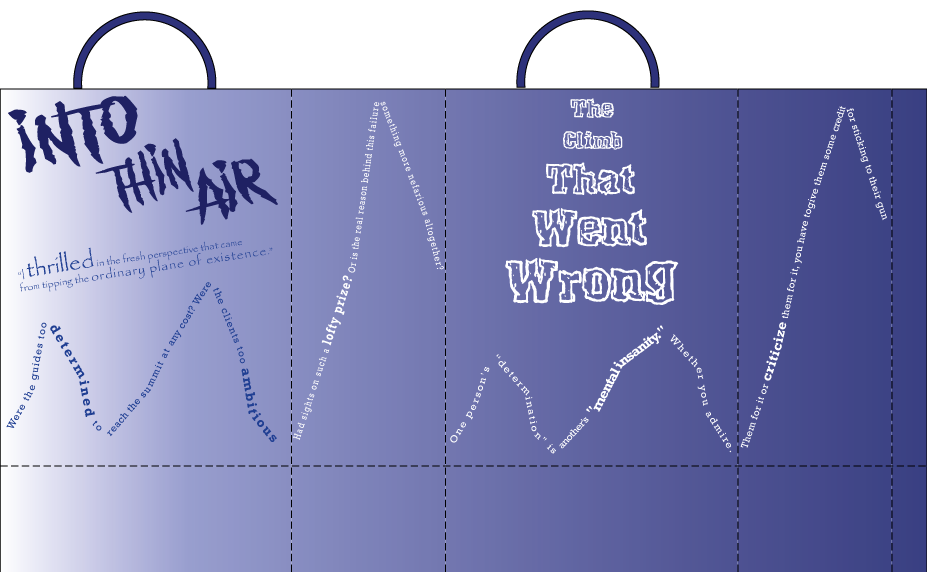 INTO
THIN
AIR
"I thrilled in the fresh perspective that came
from tipping the ordinary plane of existence."
Were the guides too
determined to
reach the summit at any cost? Were
the clients too ambitious
Had sights on such a lofty prize? Or is the real reason behind this failure
something more nefarious altogether?
The
Climb
That
Went
Wrong
One person's
"determination" is
another's "mental insanity."
Whether you admire.
Them for it or criticize them for it, you have togive them some credit
for sticking to their gun